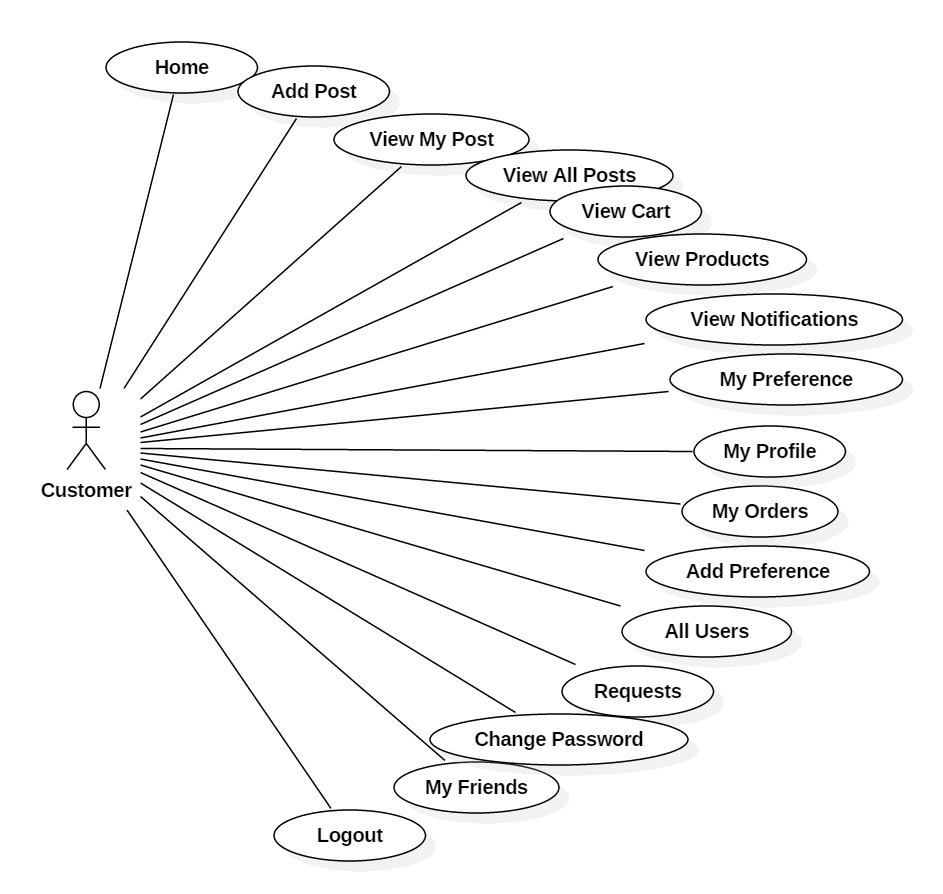 Home
Add Post
View My Post
View All Posts
View Cart
View Products
View Notifications
My Preference
My Profile
Customer
My Orders
Add Preference
All Users
Requests
Change Password
My Friends
Logout